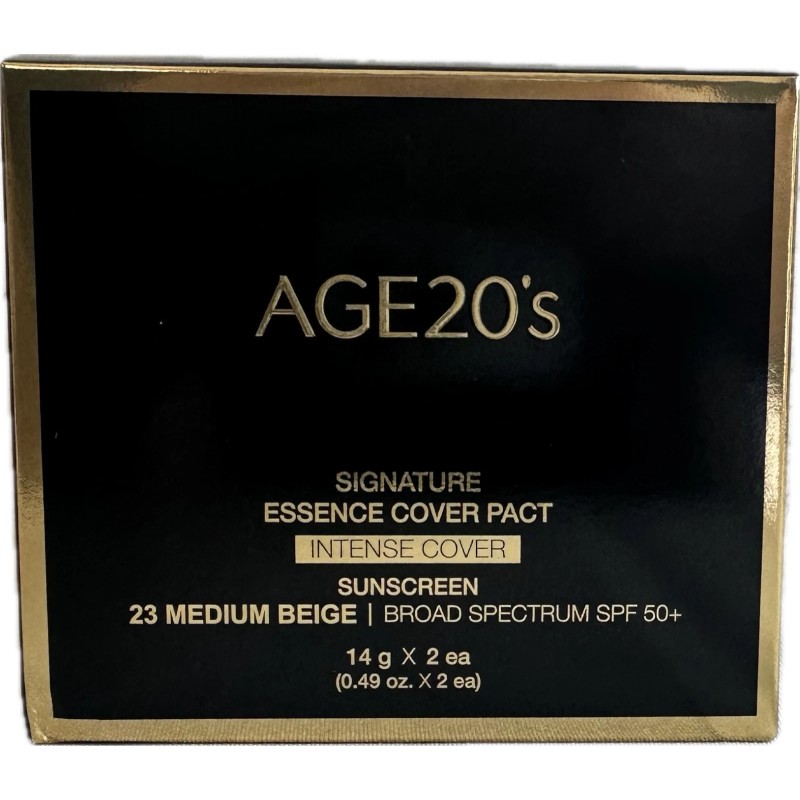 AGE20's
SIGNATURE
ESSENCE COVER PACT
INTENSE COVER
SUNSCREEN
23 MEDIUM BEIGE | BROAD SPECTRUM SPF 50+
14 g X 2 ea
(0.49 oz. X 2 ea)